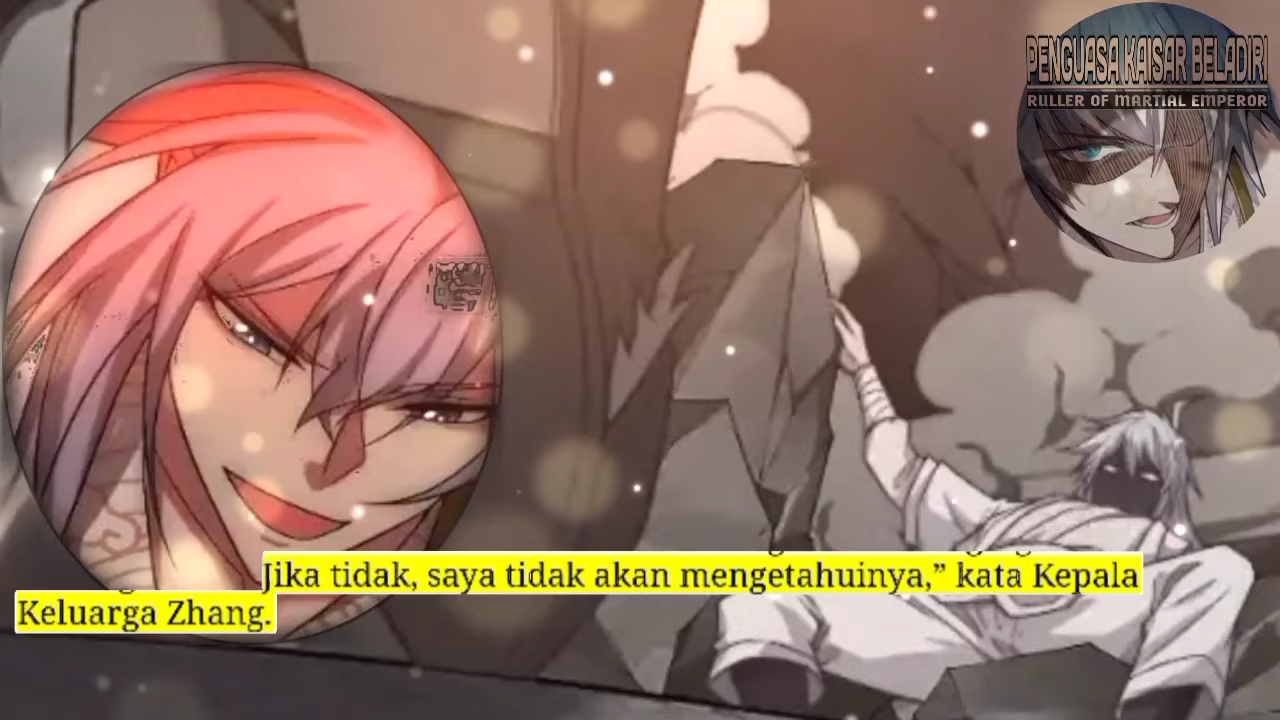 PENGUASA KAISAR BELADIRI
RULLER OF MARTIAL EMPEROR
Jika tidak, saya tidak akan mengetahuinya,” kata Kepala
Keluarga Zhang.